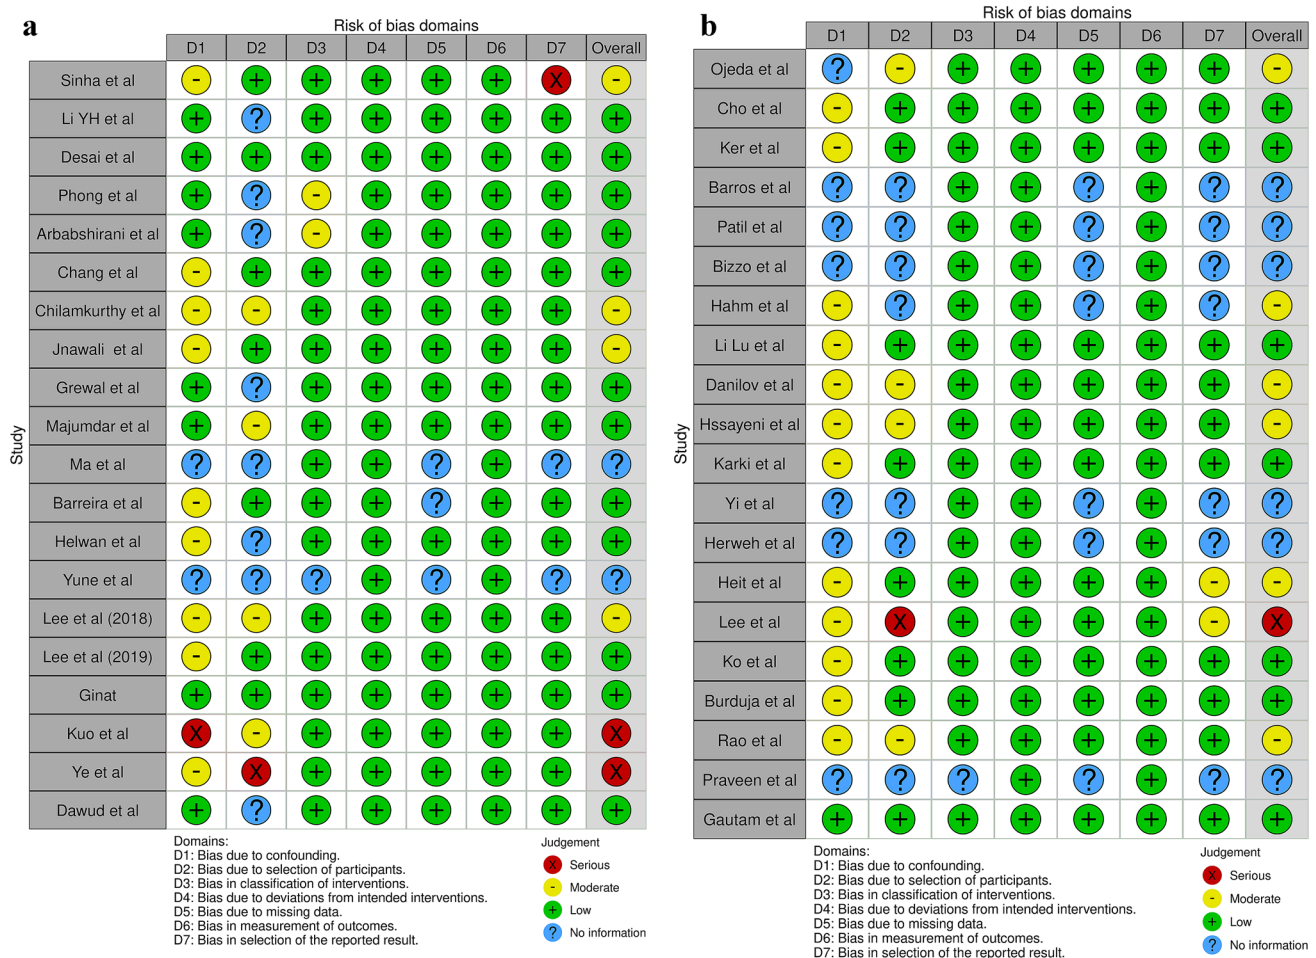 a
Risk of bias domains
D1 D2 D3 D4 D5 D6 D7 Overall
Study
Sinha et al - + + + + + X -
Li YH et al + ? + + + + + +
Desai et al + + + + + + + +
Phong et al + ? - + + + + +
Arbabshirani et al + ? - + + + + +
Chang et al - + + + + + + +
Chilamkurthy et al - - + + + + + -
Jnawali et al - + + + + + + -
Grewal et al + ? + + + + + +
Majumdar et al + - + + + + + +
Ma et al ? ? + + ? + ? ?
Barreira et al - + + + ? + + +
Helwan et al - ? + + + + + +
Yune et al ? ? ? + ? + ? ?
Lee et al (2018) - - + + + + + -
Lee et al (2019) - + + + + + + +
Ginat + + + + + + + +
Kuo et al X - + + + + + X
Ye et al - X + + + + + X
Dawud et al + ? + + + + + +
Domains:
D1: Bias due to confounding.
D2: Bias due to selection of participants.
D3: Bias in classification of interventions.
D4: Bias due to deviations from intended interventions.
D5: Bias due to missing data.
D6: Bias in measurement of outcomes.
D7: Bias in selection of the reported result.
Judgement
X Serious
- Moderate
+ Low
? No information
b
Risk of bias domains
D1 D2 D3 D4 D5 D6 D7 Overall
Study
Ojeda et al ? - + + + + + -
Cho et al - + + + + + + +
Ker et al - + + + + + + +
Barros et al ? ? + + ? + ? ?
Patil et al ? ? + + ? + ? ?
Bizzo et al ? ? + + ? + ? ?
Hahm et al - ? + + ? + ? -
Li Lu et al - + + + + + + +
Danilov et al - - + + + + + -
Hssayeni et al - - + + + + + -
Karki et al - + + + + + + +
Yi et al ? ? + + ? + ? ?
Herweh et al ? ? + + ? + ? ?
Heit et al - + + + + + - -
Lee et al - X + + + + - X
Ko et al - + + + + + + +
Burduja et al - + + + + + + +
Rao et al - - + + + + + -
Praveen et al ? ? ? + ? + ? ?
Gautam et al + + + + + + + +
Domains:
D1: Bias due to confounding.
D2: Bias due to selection of participants.
D3: Bias in classification of interventions.
D4: Bias due to deviations from intended interventions.
D5: Bias due to missing data.
D6: Bias in measurement of outcomes.
D7: Bias in selection of the reported result.
Judgement
X Serious
- Moderate
+ Low
? No information